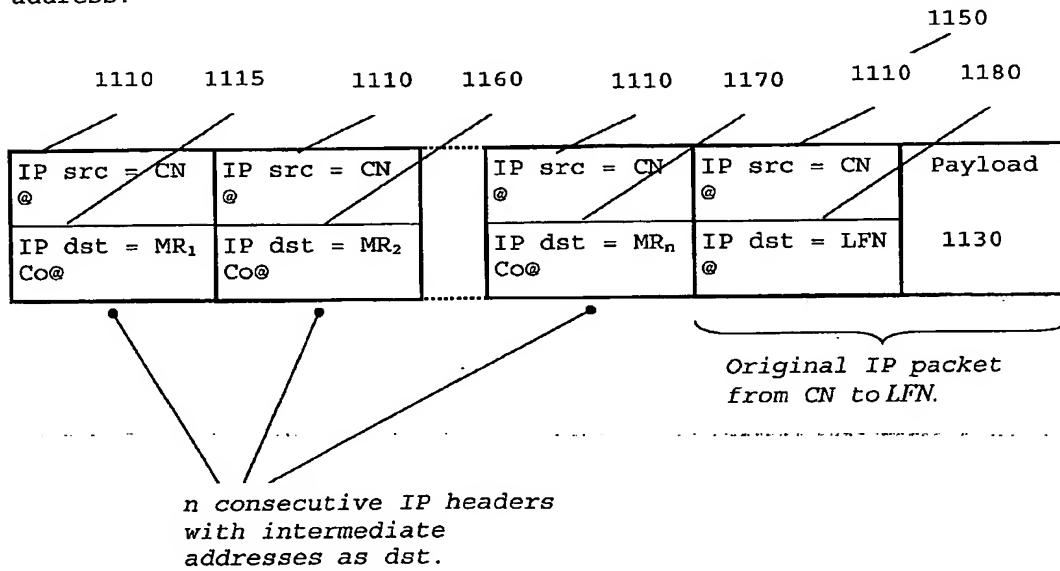 address.
1150
1110 1115 1110 1160 1110 1170 1110 1180
IP src = CN @ IP src = CN @ IP src = CN @ IP src = CN @ Payload
IP dst = MR₁ Co@ IP dst = MR₂ Co@ IP dst = MRₙ Co@ IP dst = LFN @ 1130
Original IP packet
from CN to LFN.
n consecutive IP headers
with intermediate
addresses as dst.